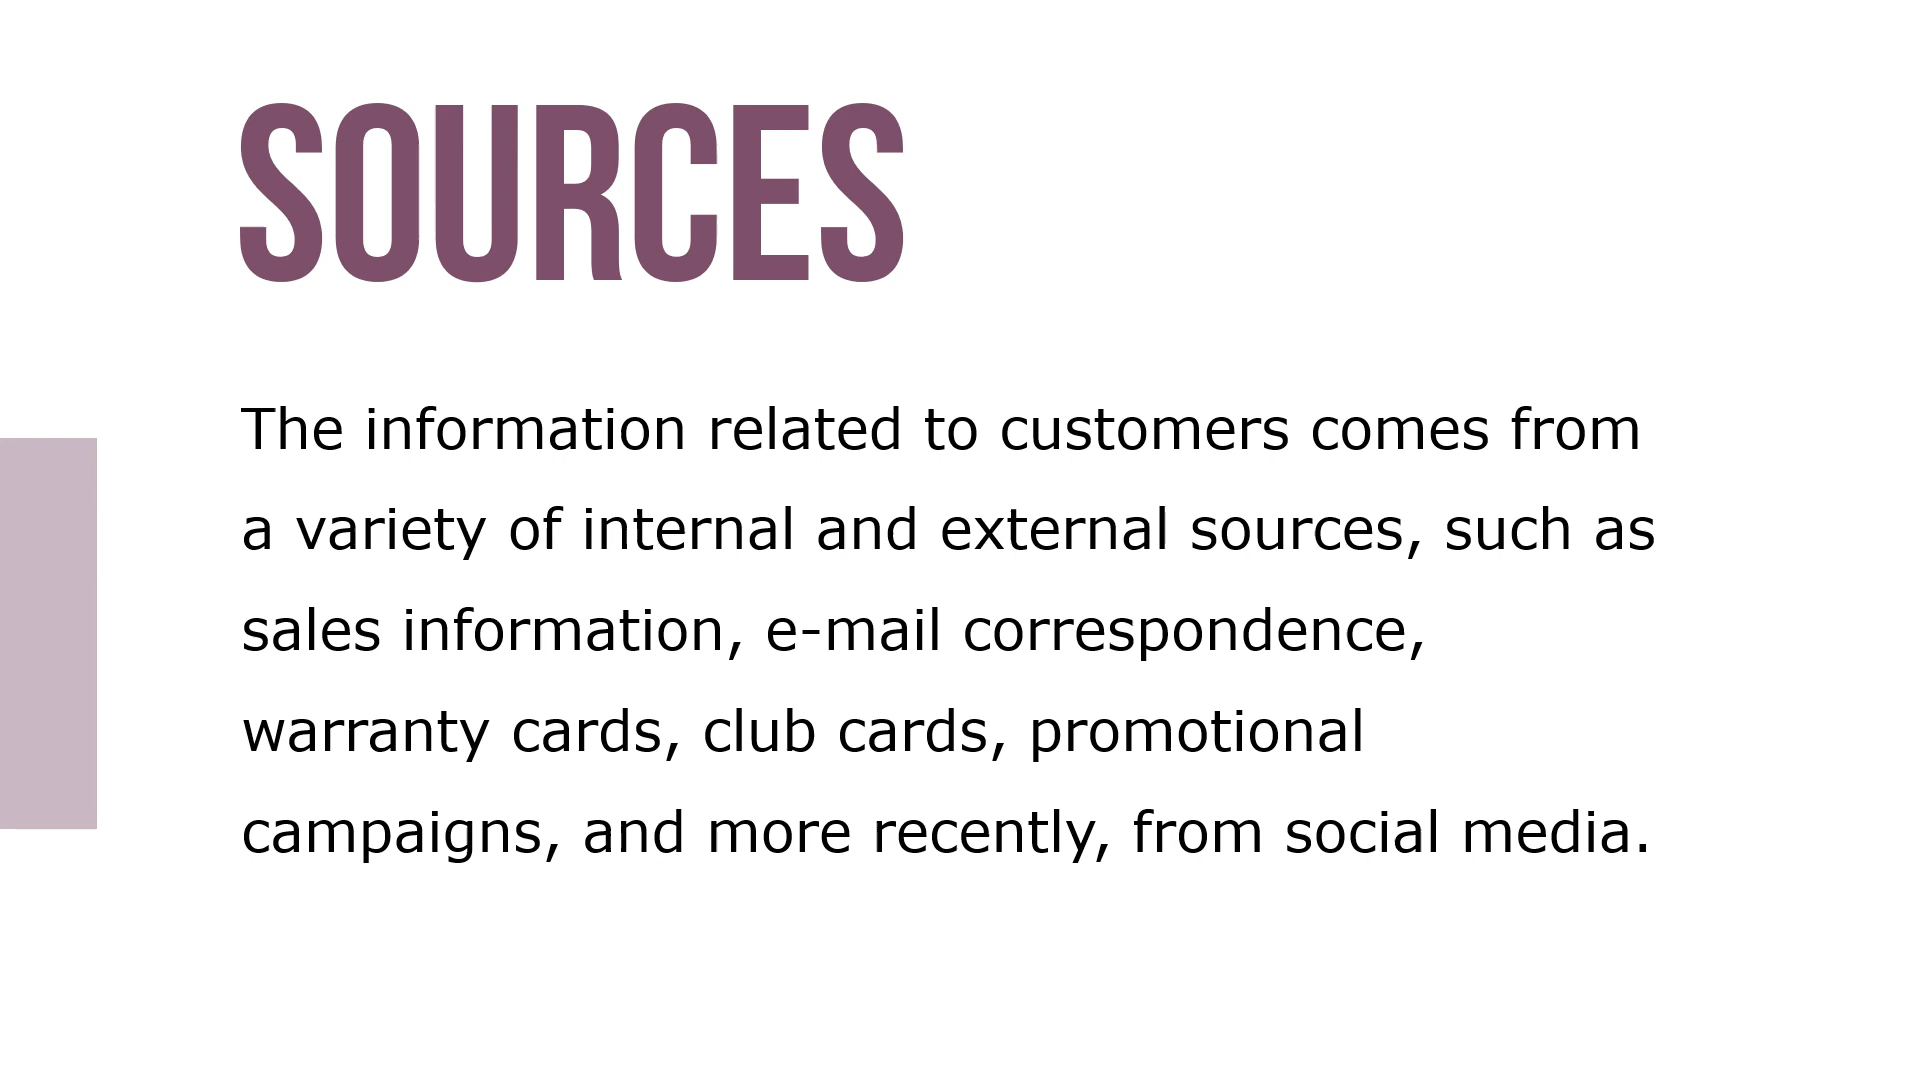 SOURCES
The information related to customers comes from
a variety of internal and external sources, such as
sales information, e-mail correspondence,
warranty cards, club cards, promotional
campaigns, and more recently, from social media.